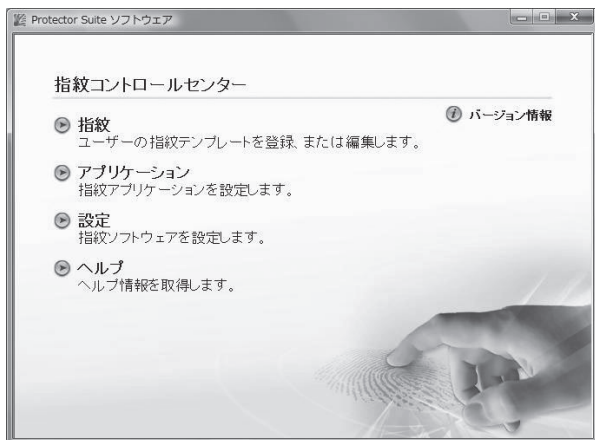 Protector Suite ソフトウェア
指紋コントロールセンター
バージョン情報
指紋
ユーザーの指紋テンプレートを登録、または編集します。
アプリケーション
指紋アプリケーションを設定します。
設定
指紋ソフトウェアを設定します。
ヘルプ
ヘルプ情報を取得します。